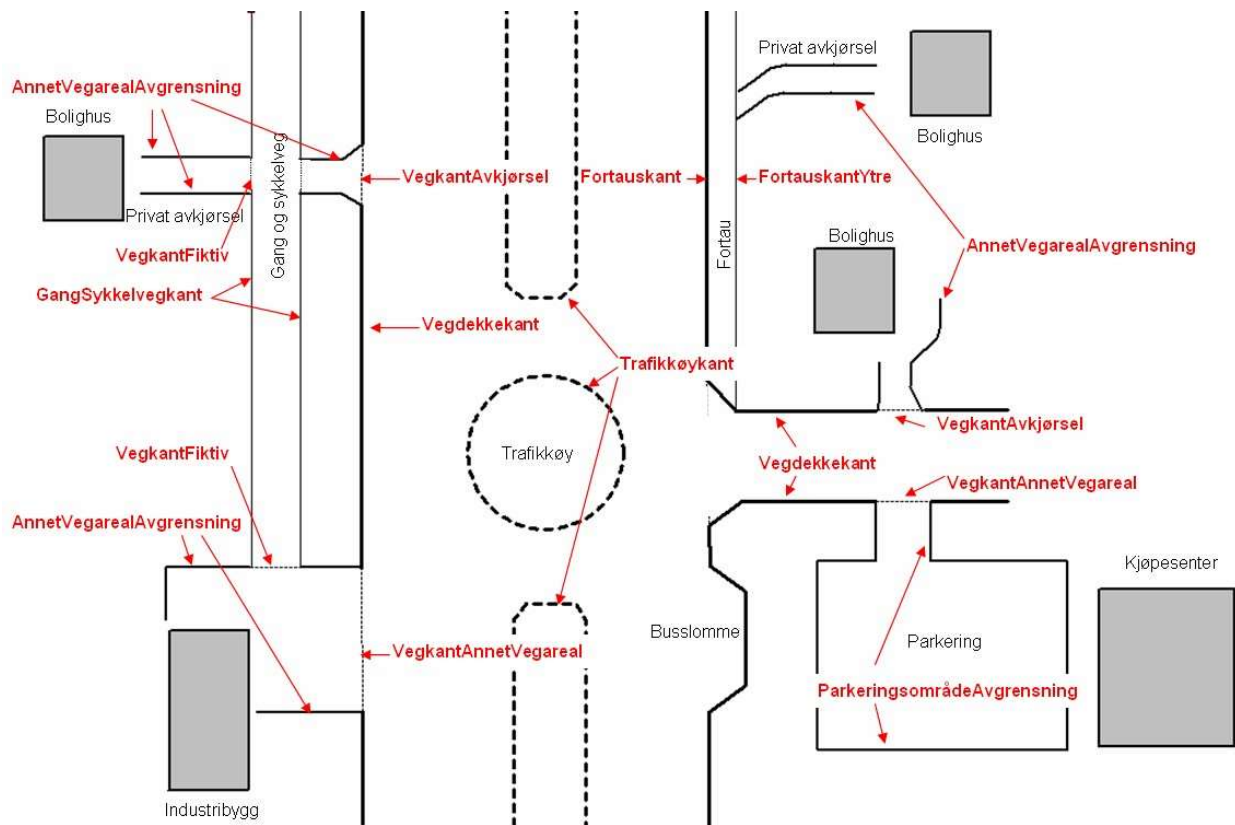 Privat avkjørsel
AnnetVegarealAvgrensning
Bolighus
Bolighus
Gang og sykkelveg
VegkantAvkjørsel
Fortauskant
FortauskantYtre
Privat avkjørsel
Fortau
Bolighus
AnnetVegarealAvgrensning
VegkantFiktiv
GangSykkelvegkant
Vegdekkekant
Trafikkøykant
VegkantAvkjørsel
VegkantFiktiv
Trafikkøy
Vegdekkekant
VegkantAnnetVegareal
AnnetVegarealAvgrensning
Kjøpesenter
Busslomme
Parkering
VegkantAnnetVegareal
ParkeringsområdeAvgrensning
Industribygg